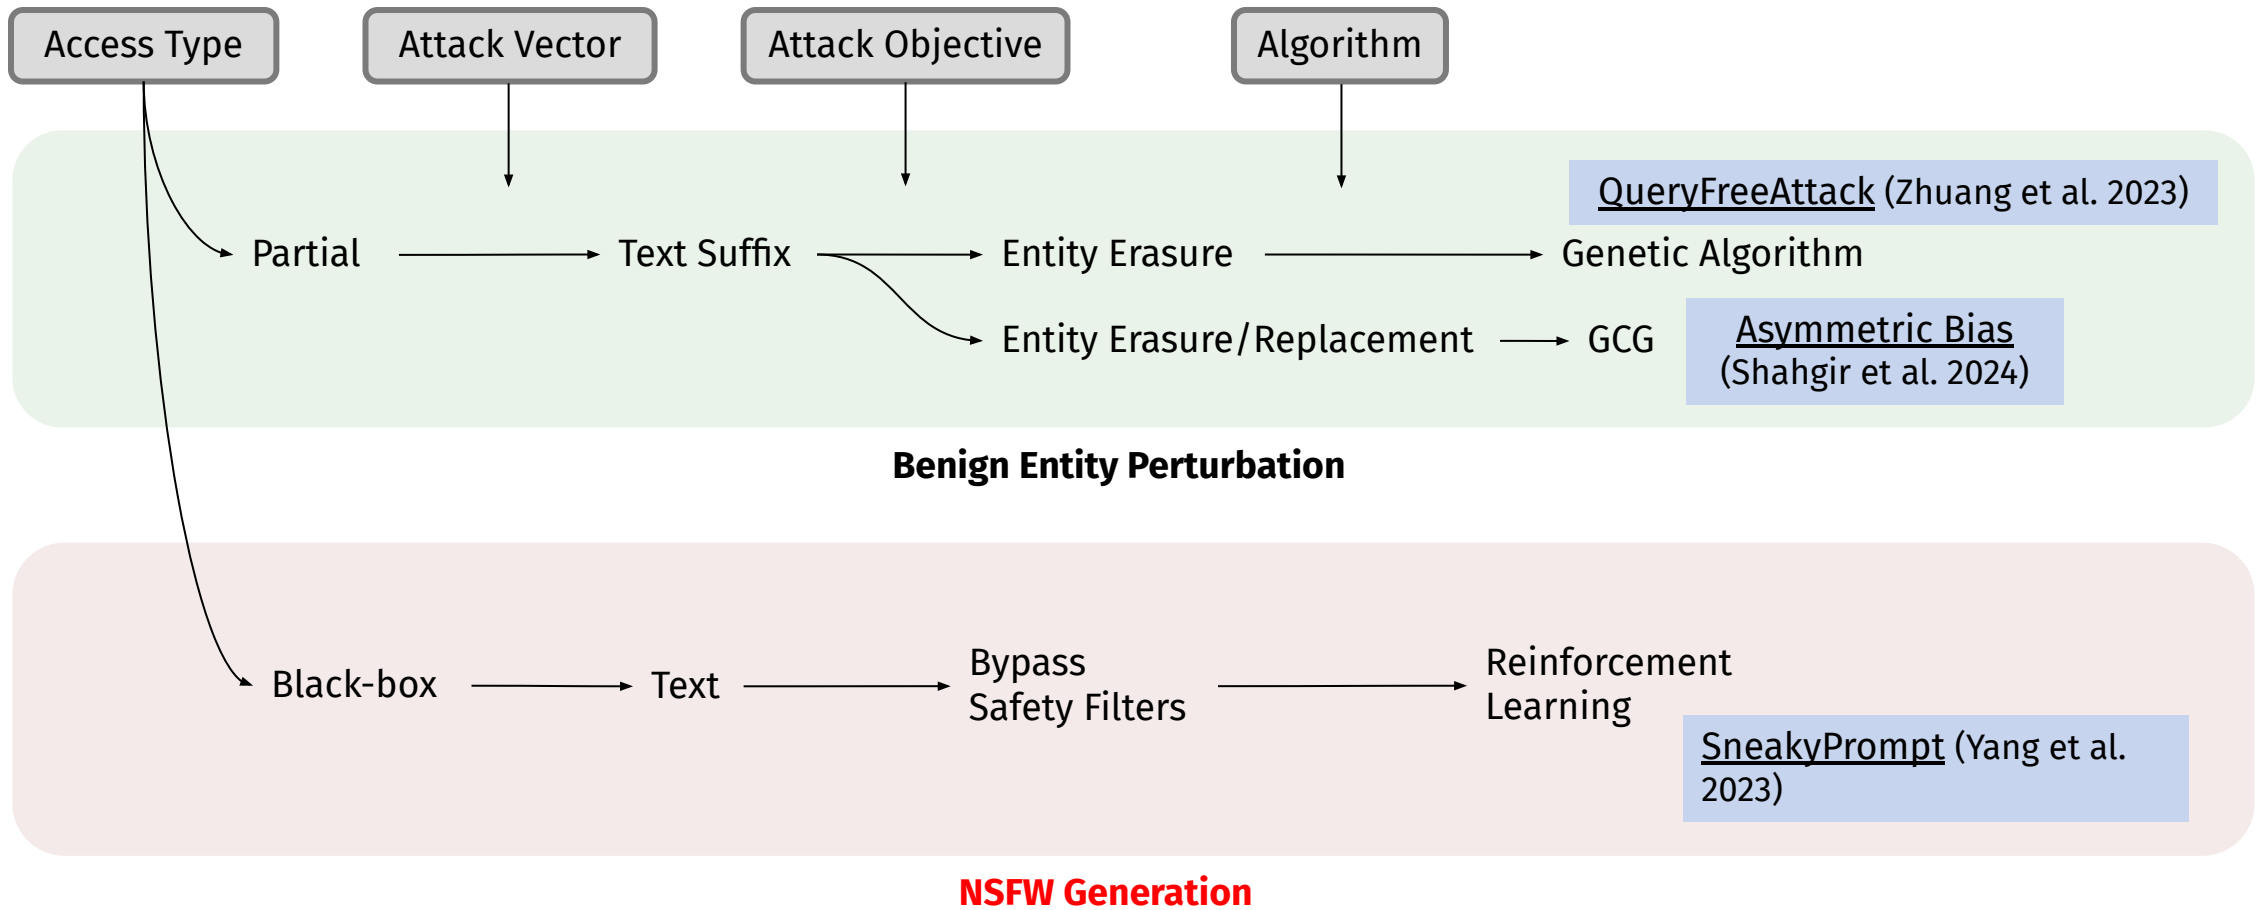 Access Type
Attack Vector
Attack Objective
Algorithm
QueryFreeAttack (Zhuang et al. 2023)
Partial
Text Suffix
Entity Erasure
Genetic Algorithm
Entity Erasure/Replacement
GCG
Asymmetric Bias
(Shahgir et al. 2024)
Benign Entity Perturbation
Black-box
Text
Bypass
Safety Filters
Reinforcement
Learning
SneakyPrompt (Yang et al.
2023)
NSFW Generation